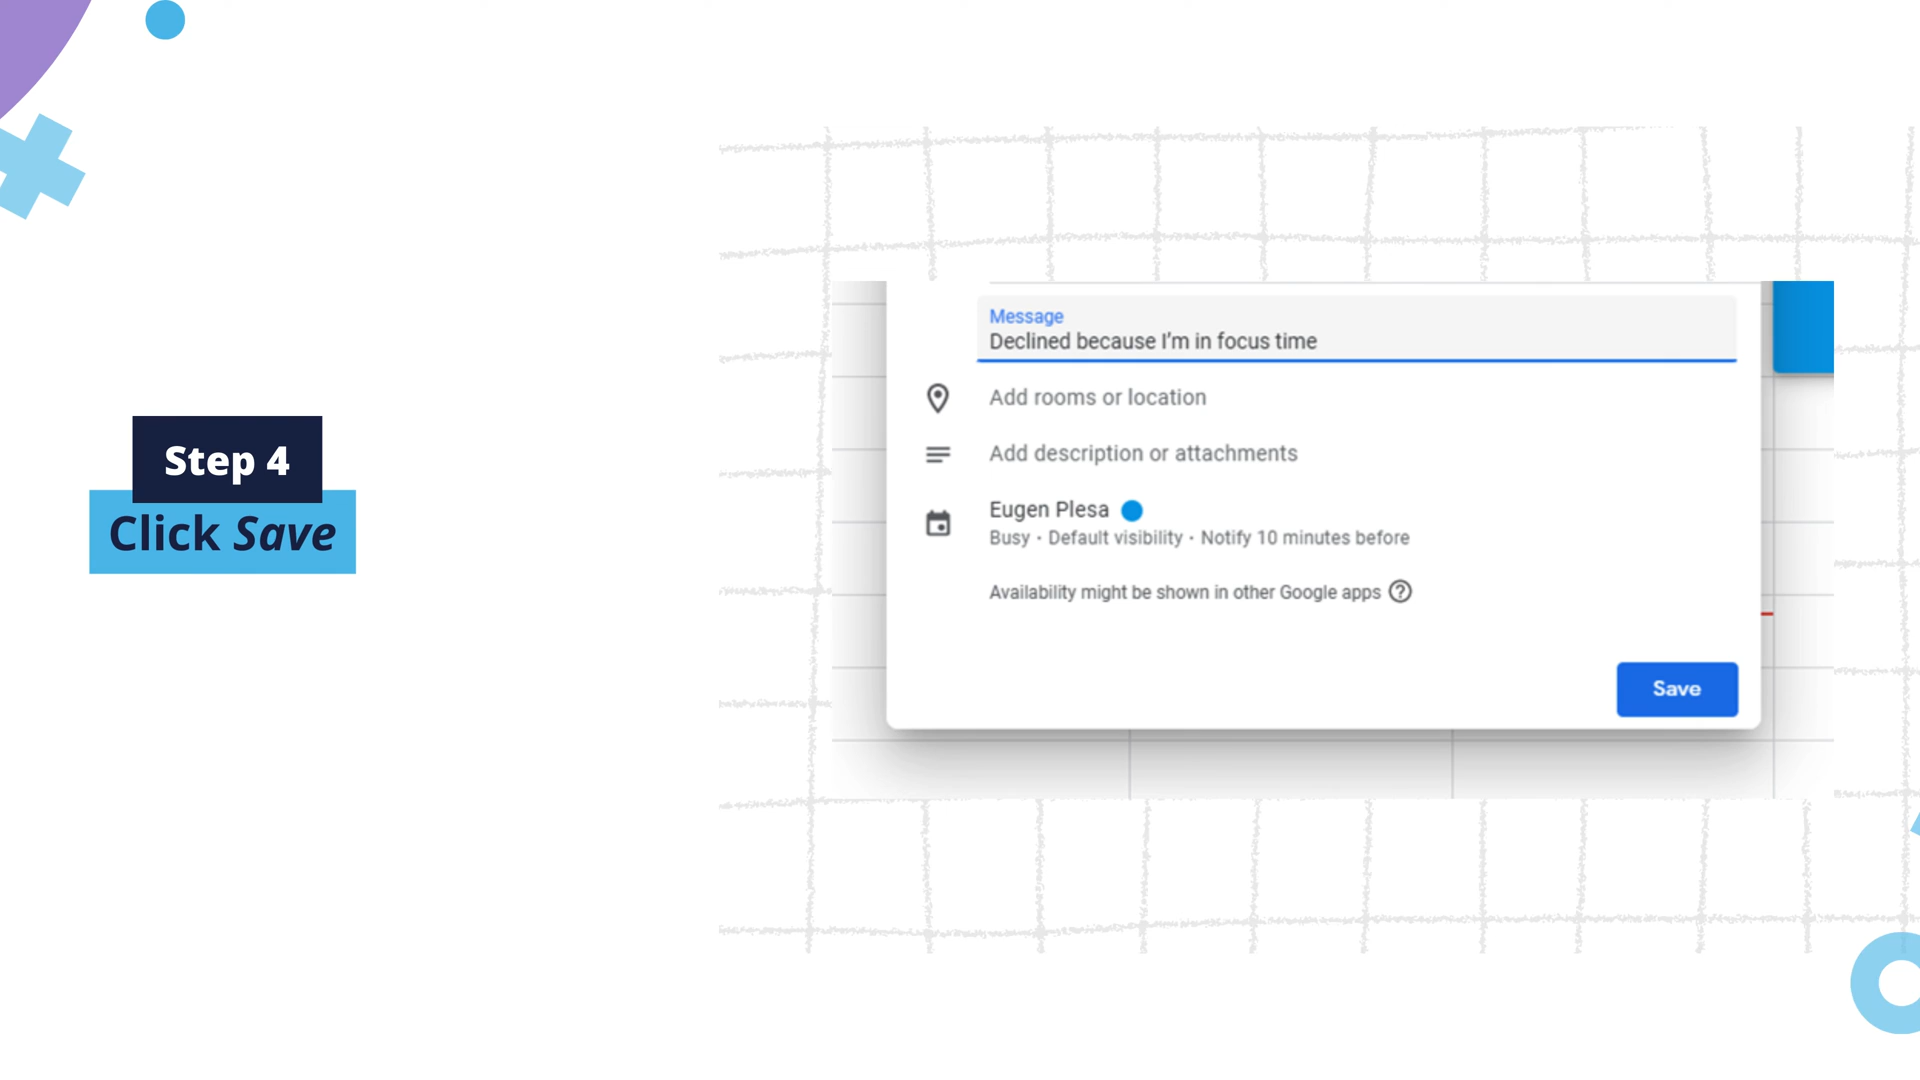 Step 4
Click Save
Message
Declined because I'm in focus time
Add rooms or location
Add description or attachments
Eugen Plesa
Busy · Default visibility · Notify 10 minutes before
Availability might be shown in other Google apps
Save